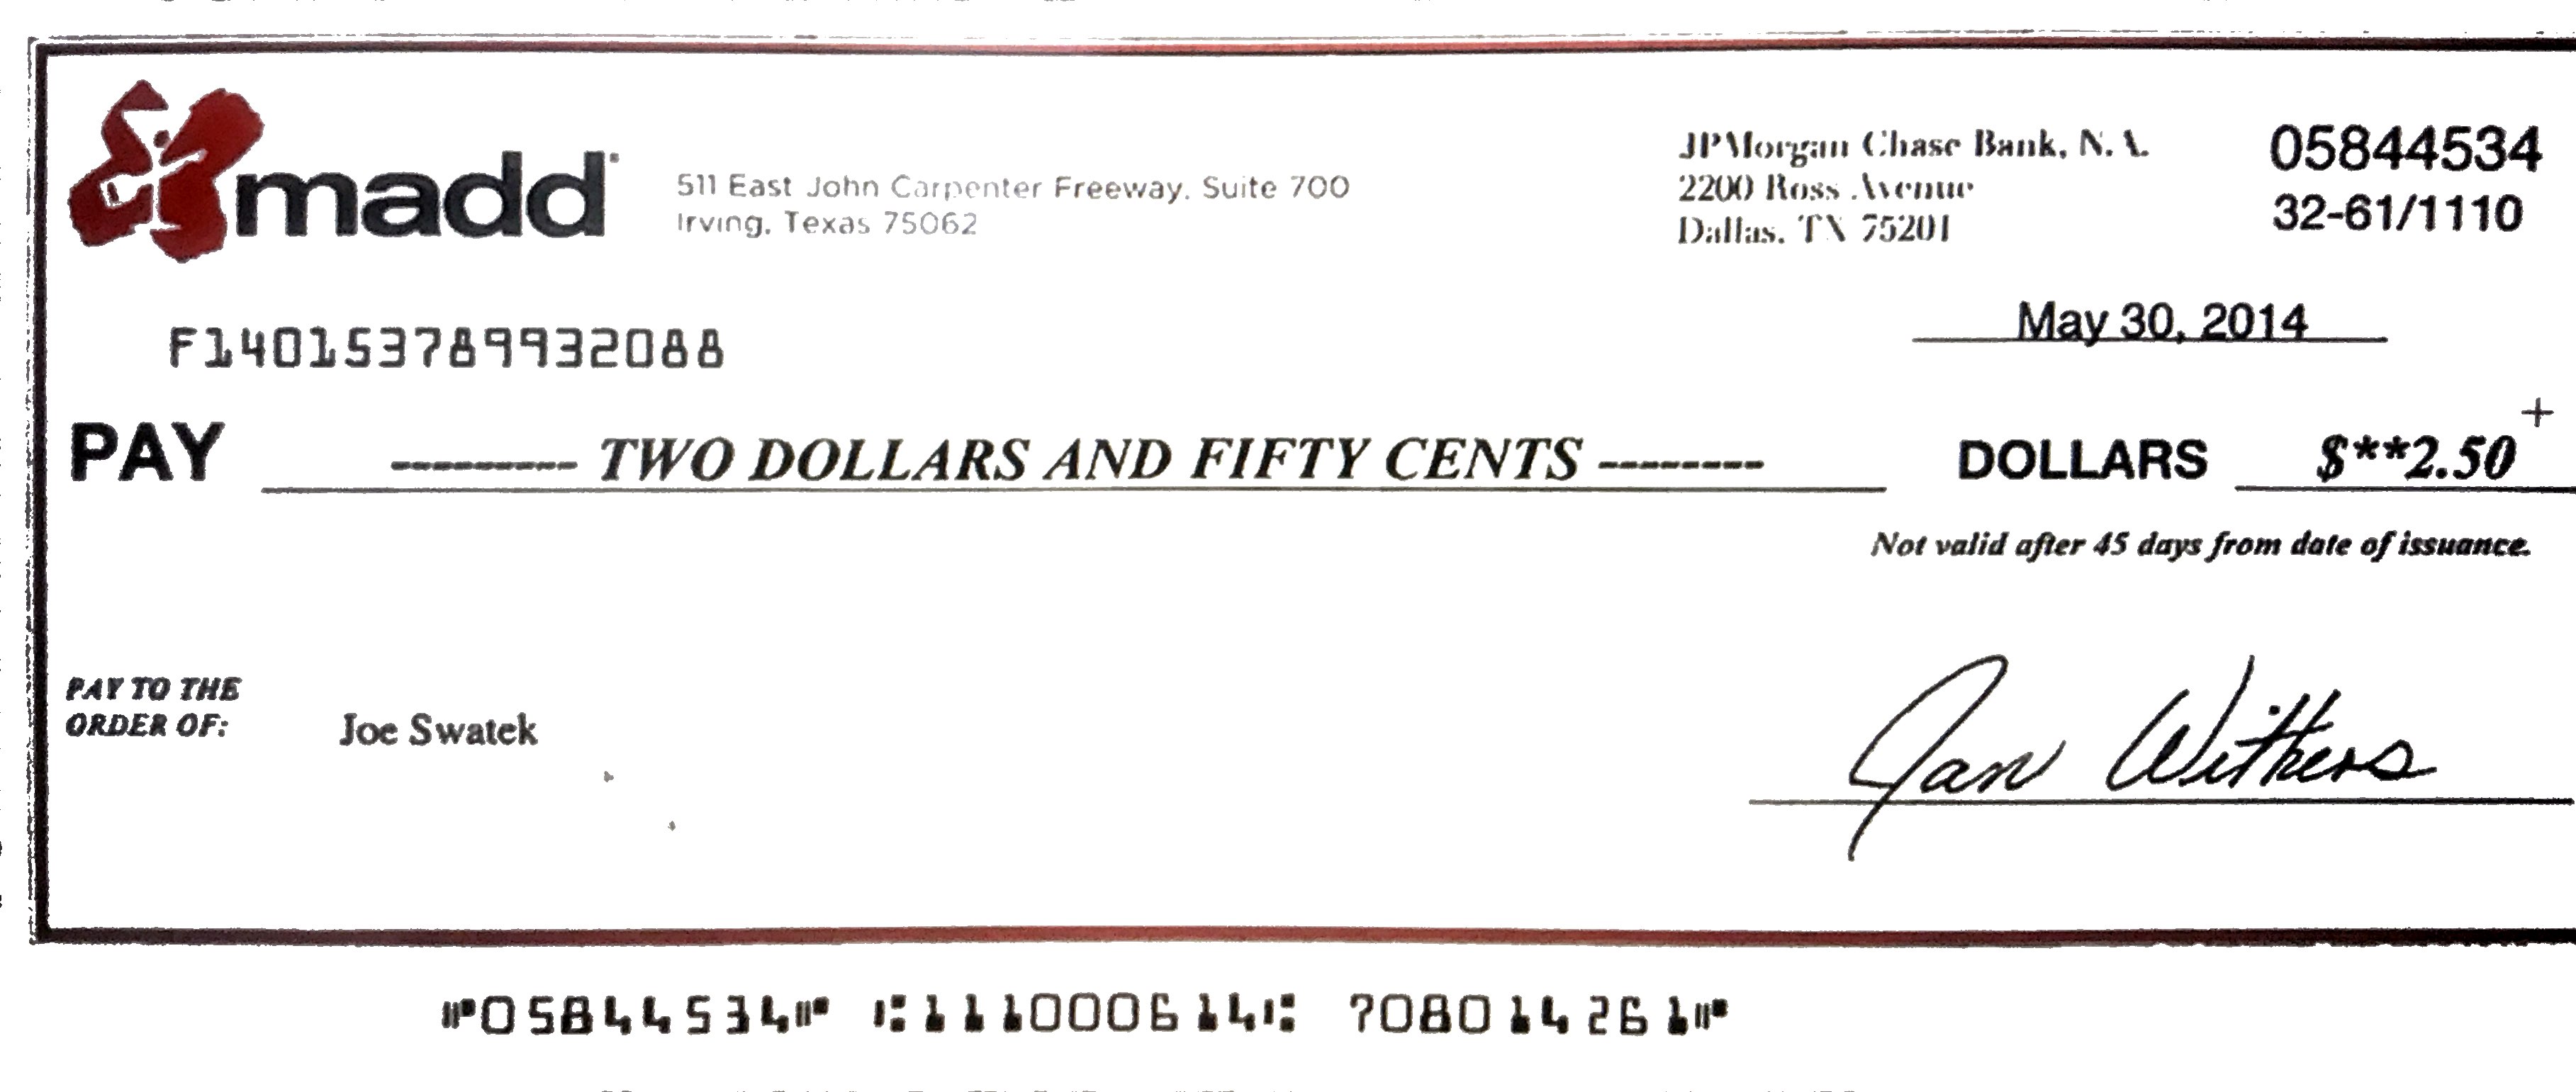 madd
511 East John Carpenter Freeway, Suite 700
Irving, Texas 75062
JPMorgan Chase Bank, N.A.
2200 Ross Avenue
Dallas, TX 75201
05844534
32-61/1110
F140153789932088
May 30, 2014
PAY --------- TWO DOLLARS AND FIFTY CENTS -------- DOLLARS $**2.50
Not valid after 45 days from date of issuance.
PAY TO THE
ORDER OF: Joe Swatek
Jan Withers
⑈05844534⑈ ⑆111000614⑆ 708014261⑈